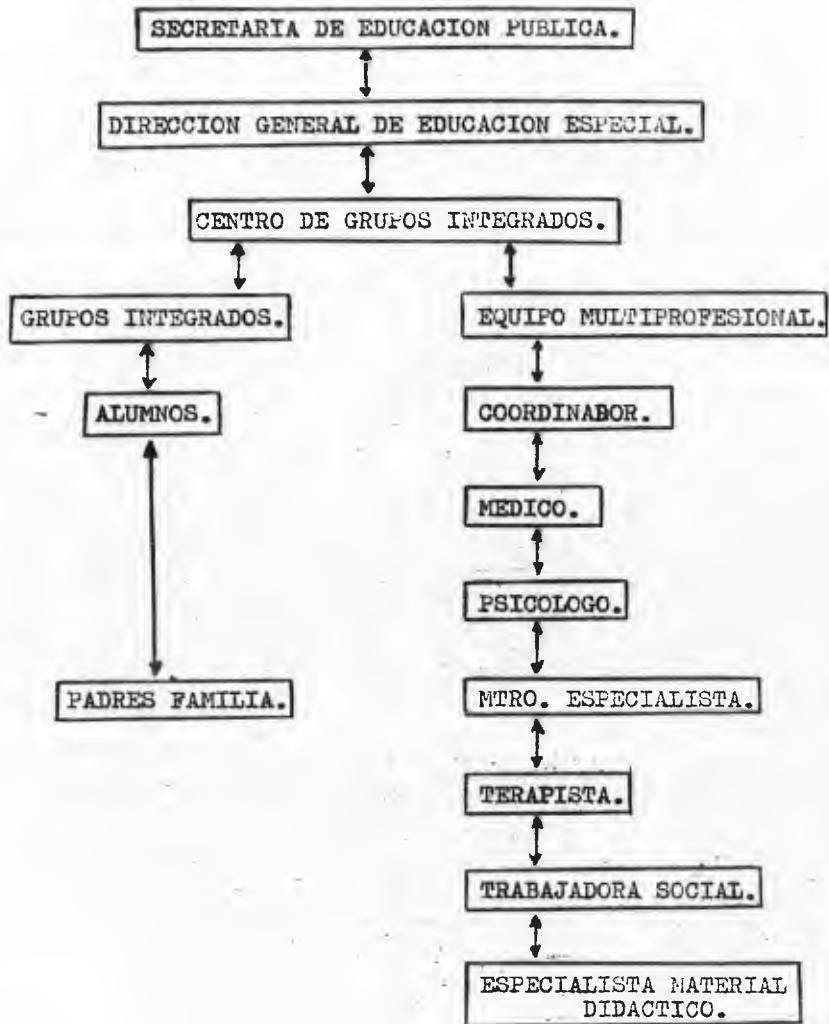 SECRETARIA DE EDUCACION PUBLICA.
DIRECCION GENERAL DE EDUCACION ESPECIAL.
CENTRO DE GRUPOS INTEGRADOS.
GRUPOS INTEGRADOS.
EQUIPO MULTIPROFESIONAL.
ALUMNOS.
COORDINABOR.
MEDICO.
PSICOLOGO.
PADRES FAMILIA.
MTRO. ESPECIALISTA.
TERAPISTA.
TRABAJADORA SOCIAL.
ESPECIALISTA MATERIAL
DIDACTICO.